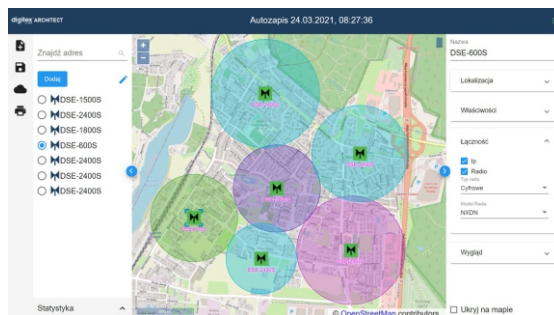 digitex ARCHITECT
Autozapis 24.03.2021, 08:27:36
Znajdź adres
Dodaj
DSE-1500S
DSE-2400S
DSE-1800S
DSE-600S
DSE-2400S
DSE-2400S
DSE-2400S
Statystyka
© OpenStreetMap contributors
Nazwa
DSE-600S
Lokalizacja
Właściwości
Łączność
Ip
Radio
Typ radia
Cyfrowe
Model Radia
NXDN
Wygląd
Ukryj na mapie